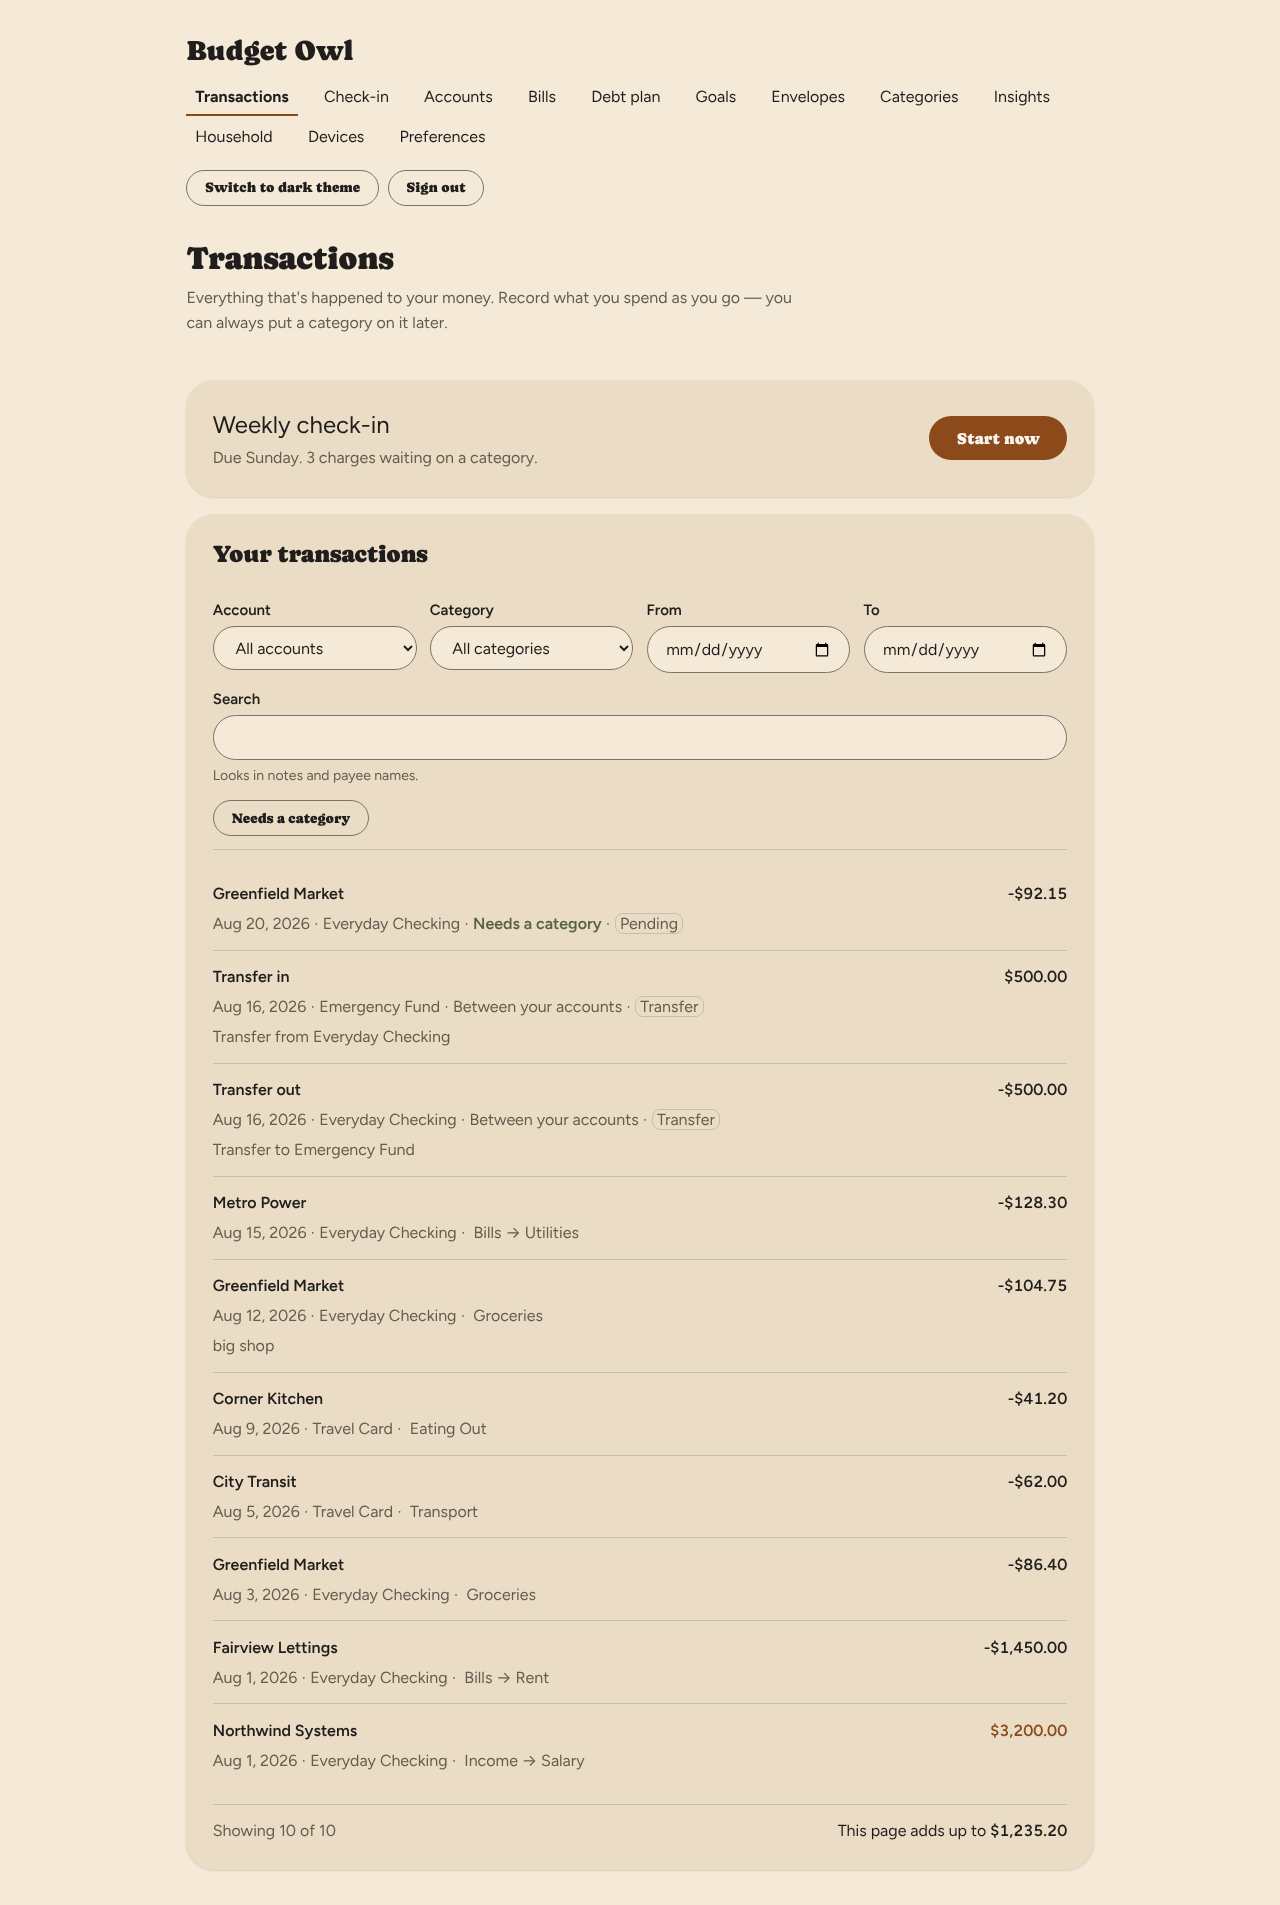 Budget Owl
Transactions Check-in Accounts Bills Debt plan Goals Envelopes Categories Insights
Household Devices Preferences
Switch to dark theme Sign out
Transactions
Everything that's happened to your money. Record what you spend as you go — you
can always put a category on it later.
Weekly check-in
Due Sunday. 3 charges waiting on a category.
Start now
Your transactions
Account Category From To
All accounts All categories mm/dd/yyyy mm/dd/yyyy
Search
Looks in notes and payee names.
Needs a category
Greenfield Market -$92.15
Aug 20, 2026 · Everyday Checking · Needs a category · Pending
Transfer in $500.00
Aug 16, 2026 · Emergency Fund · Between your accounts · Transfer
Transfer from Everyday Checking
Transfer out -$500.00
Aug 16, 2026 · Everyday Checking · Between your accounts · Transfer
Transfer to Emergency Fund
Metro Power -$128.30
Aug 15, 2026 · Everyday Checking · Bills → Utilities
Greenfield Market -$104.75
Aug 12, 2026 · Everyday Checking · Groceries
big shop
Corner Kitchen -$41.20
Aug 9, 2026 · Travel Card · Eating Out
City Transit -$62.00
Aug 5, 2026 · Travel Card · Transport
Greenfield Market -$86.40
Aug 3, 2026 · Everyday Checking · Groceries
Fairview Lettings -$1,450.00
Aug 1, 2026 · Everyday Checking · Bills → Rent
Northwind Systems $3,200.00
Aug 1, 2026 · Everyday Checking · Income → Salary
Showing 10 of 10 This page adds up to $1,235.20